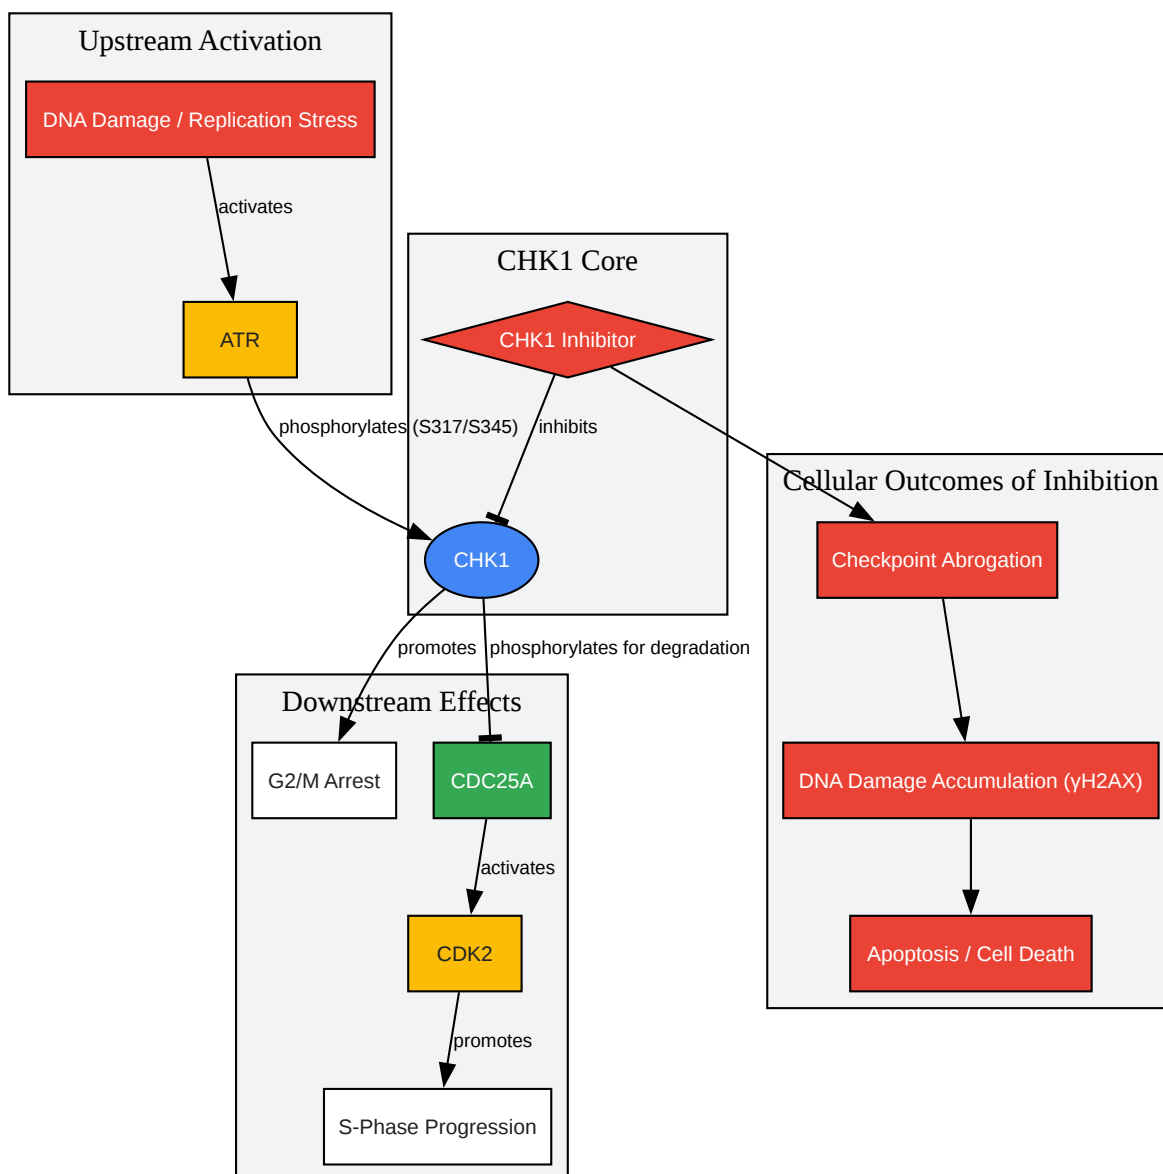 Upstream Activation
DNA Damage / Replication Stress
activates
ATR
phosphorylates (S317/S345)
CHK1 Core
CHK1 Inhibitor
inhibits
CHK1
promotes
phosphorylates for degradation
Downstream Effects
G2/M Arrest
CDC25A
activates
CDK2
promotes
S-Phase Progression
Cellular Outcomes of Inhibition
Checkpoint Abrogation
DNA Damage Accumulation (γH2AX)
Apoptosis / Cell Death